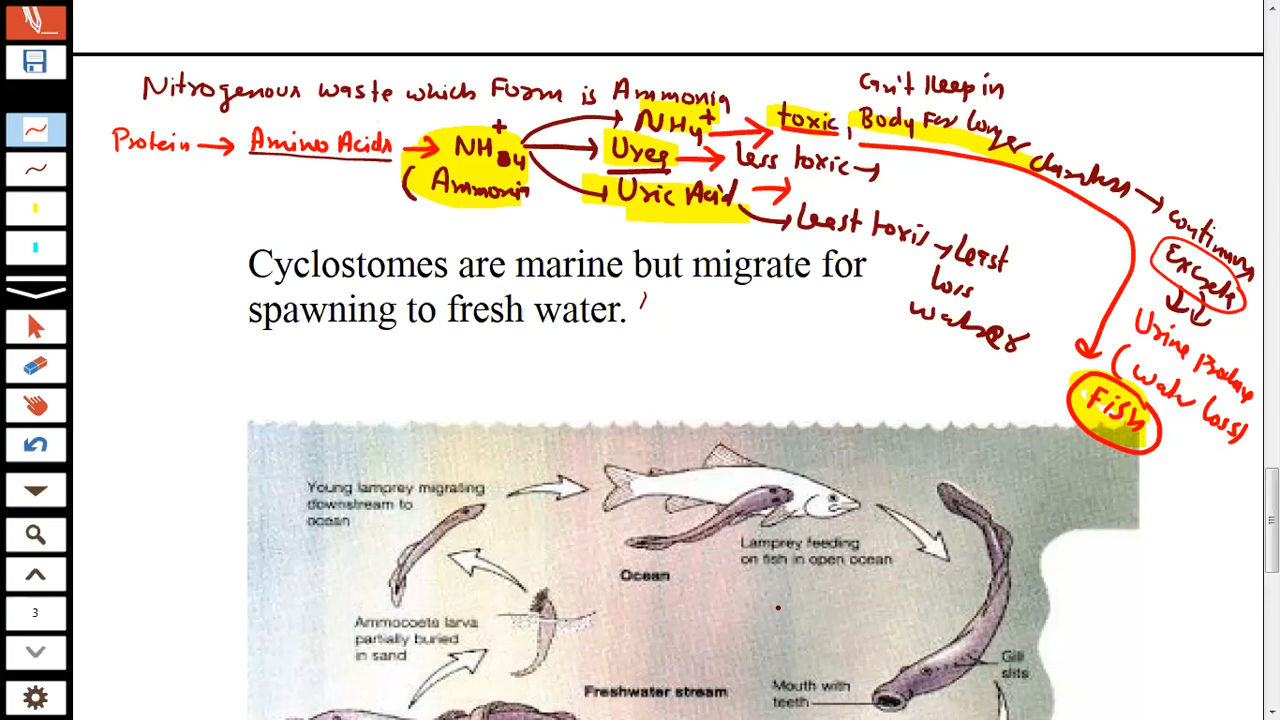 Nitrogenous waste which Form is Ammonia
Protein → Amino Acids → NH4+
(Ammonia
NH4+ → toxic, Can't Keep in
Body For longer
Urea → less toxic →
Uric Acid →
Least toxis → Least
loss
water
→ continuous
Excrete
Urine
(water loss)
Fish
Cyclostomes are marine but migrate for
spawning to fresh water.
Young lamprey migrating
downstream to
ocean
Lamprey feeding
on fish in open ocean
Ocean
Ammocoete larva
partially buried
in sand
Gill
slits
Freshwater stream
Mouth with
teeth
3